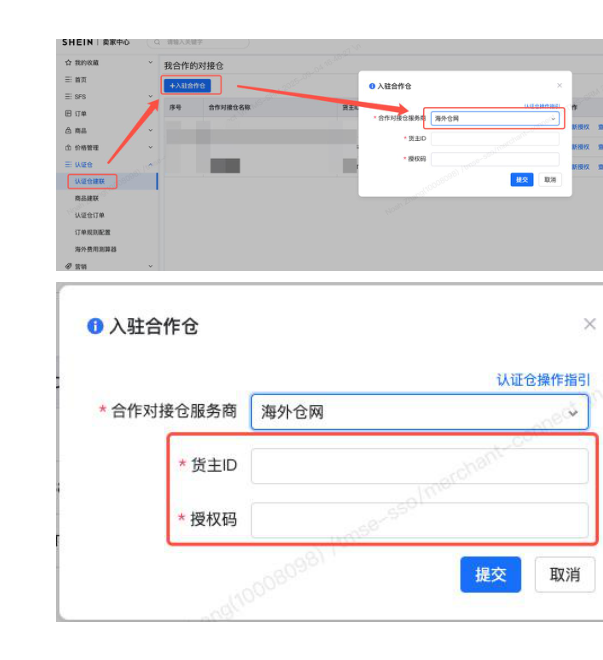 SHEIN | 卖家中心
请输入关键字
我的收藏
首页
SFS
订单
商品
价格管理
认证仓
认证仓建联
商品建联
认证仓订单
订单规则配置
海外费用测算器
营销
我合作的对接仓
+入驻合作仓
序号 合作对接仓名称 货主I
入驻合作仓
认证仓操作指引
* 合作对接仓服务商 海外仓网
* 货主ID
* 授权码
提交 取消
入驻合作仓
认证仓操作指引
* 合作对接仓服务商 海外仓网
* 货主ID
* 授权码
提交 取消